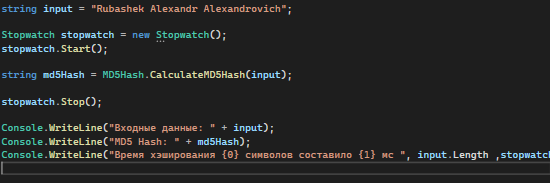 string input = "Rubashek Alexandr Alexandrovich";
Stopwatch stopwatch = new Stopwatch();
stopwatch.Start();
string md5Hash = MD5Hash.CalculateMD5Hash(input);
stopwatch.Stop();
Console.WriteLine("Входные данные: " + input);
Console.WriteLine("MD5 Hash: " + md5Hash);
Console.WriteLine("Время хэширования {0} символов составило {1} мс ", input.Length ,stopwatch